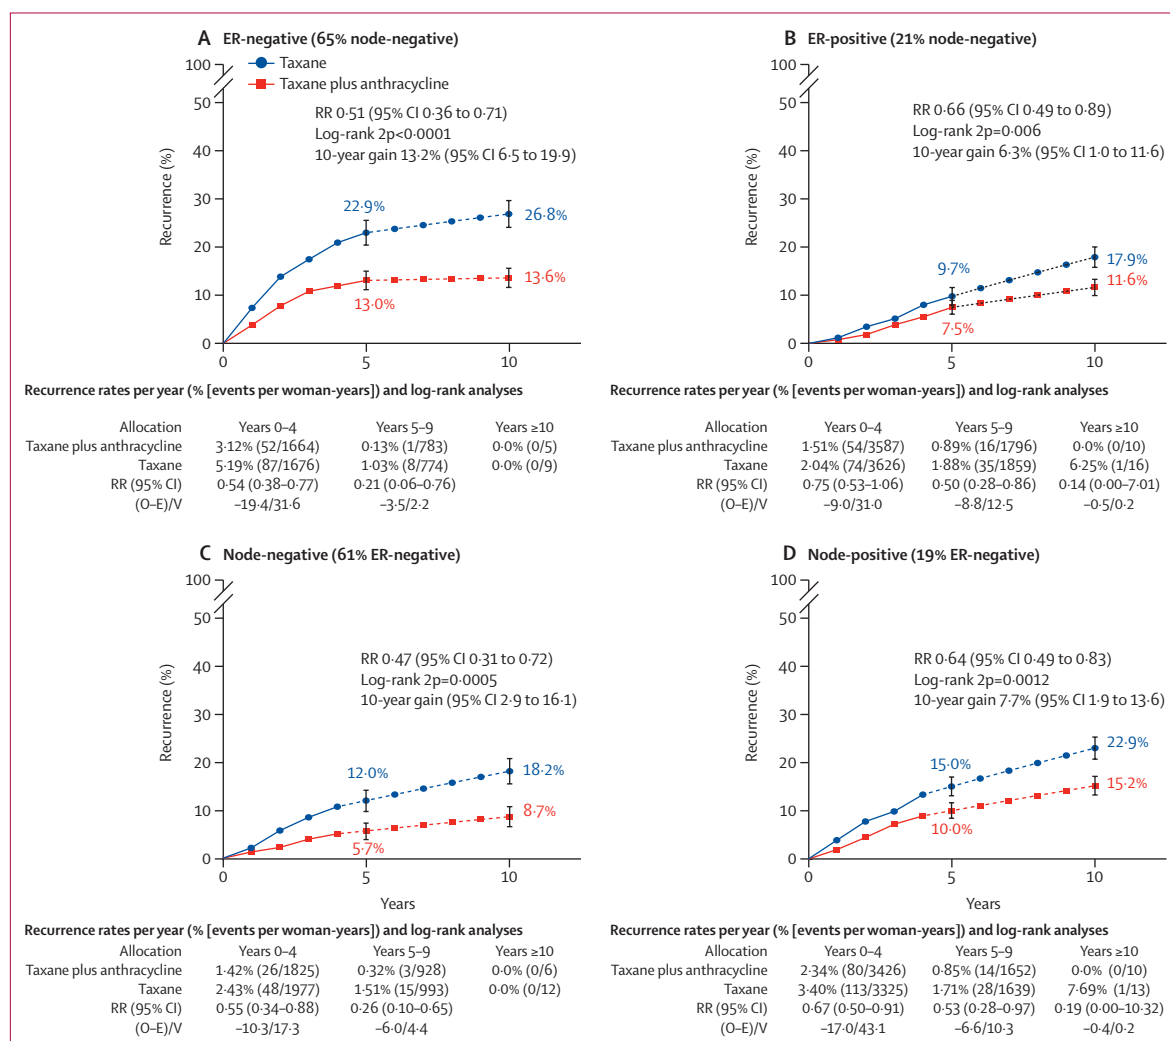 A ER-negative (65% node-negative)
Taxane
Taxane plus anthracycline
RR 0·51 (95% CI 0·36 to 0·71)
Log-rank 2p<0·0001
10-year gain 13·2% (95% CI 6·5 to 19·9)
100
50
40
30
20
10
0
Recurrence (%)
22·9%
26·8%
13·0%
13·6%
0
5
10
Recurrence rates per year (% [events per woman-years]) and log-rank analyses
Allocation Years 0–4 Years 5–9 Years ≥10
Taxane plus anthracycline 3·12% (52/1664) 0·13% (1/783) 0·0% (0/5)
Taxane 5·19% (87/1676) 1·03% (8/774) 0·0% (0/9)
RR (95% CI) 0·54 (0·38–0·77) 0·21 (0·06–0·76)
(O–E)/V –19·4/31·6 –3·5/2·2
B ER-positive (21% node-negative)
RR 0·66 (95% CI 0·49 to 0·89)
Log-rank 2p=0·006
10-year gain 6·3% (95% CI 1·0 to 11·6)
100
50
40
30
20
10
0
Recurrence (%)
9·7%
17·9%
7·5%
11·6%
0
5
10
Recurrence rates per year (% [events per woman-years]) and log-rank analyses
Allocation Years 0–4 Years 5–9 Years ≥10
Taxane plus anthracycline 1·51% (54/3587) 0·89% (16/1796) 0·0% (0/10)
Taxane 2·04% (74/3626) 1·88% (35/1859) 6·25% (1/16)
RR (95% CI) 0·75 (0·53–1·06) 0·50 (0·28–0·86) 0·14 (0·00–7·01)
(O–E)/V –9·0/31·0 –8·8/12·5 –0·5/0·2
C Node-negative (61% ER-negative)
RR 0·47 (95% CI 0·31 to 0·72)
Log-rank 2p=0·0005
10-year gain (95% CI 2·9 to 16·1)
100
50
40
30
20
10
0
Recurrence (%)
12·0%
18·2%
5·7%
8·7%
0
5
10
Years
Recurrence rates per year (% [events per woman-years]) and log-rank analyses
Allocation Years 0–4 Years 5–9 Years ≥10
Taxane plus anthracycline 1·42% (26/1825) 0·32% (3/928) 0·0% (0/6)
Taxane 2·43% (48/1977) 1·51% (15/993) 0·0% (0/12)
RR (95% CI) 0·55 (0·34–0·88) 0·26 (0·10–0·65)
(O–E)/V –10·3/17·3 –6·0/4·4
D Node-positive (19% ER-negative)
RR 0·64 (95% CI 0·49 to 0·83)
Log-rank 2p=0·0012
10-year gain 7·7% (95% CI 1·9 to 13·6)
100
50
40
30
20
10
0
Recurrence (%)
15·0%
22·9%
10·0%
15·2%
0
5
10
Years
Recurrence rates per year (% [events per woman-years]) and log-rank analyses
Allocation Years 0–4 Years 5–9 Years ≥10
Taxane plus anthracycline 2·34% (80/3426) 0·85% (14/1652) 0·0% (0/10)
Taxane 3·40% (113/3325) 1·71% (28/1639) 7·69% (1/13)
RR (95% CI) 0·67 (0·50–0·91) 0·53 (0·28–0·97) 0·19 (0·00–10·32)
(O–E)/V –17·0/43·1 –6·6/10·3 –0·4/0·2